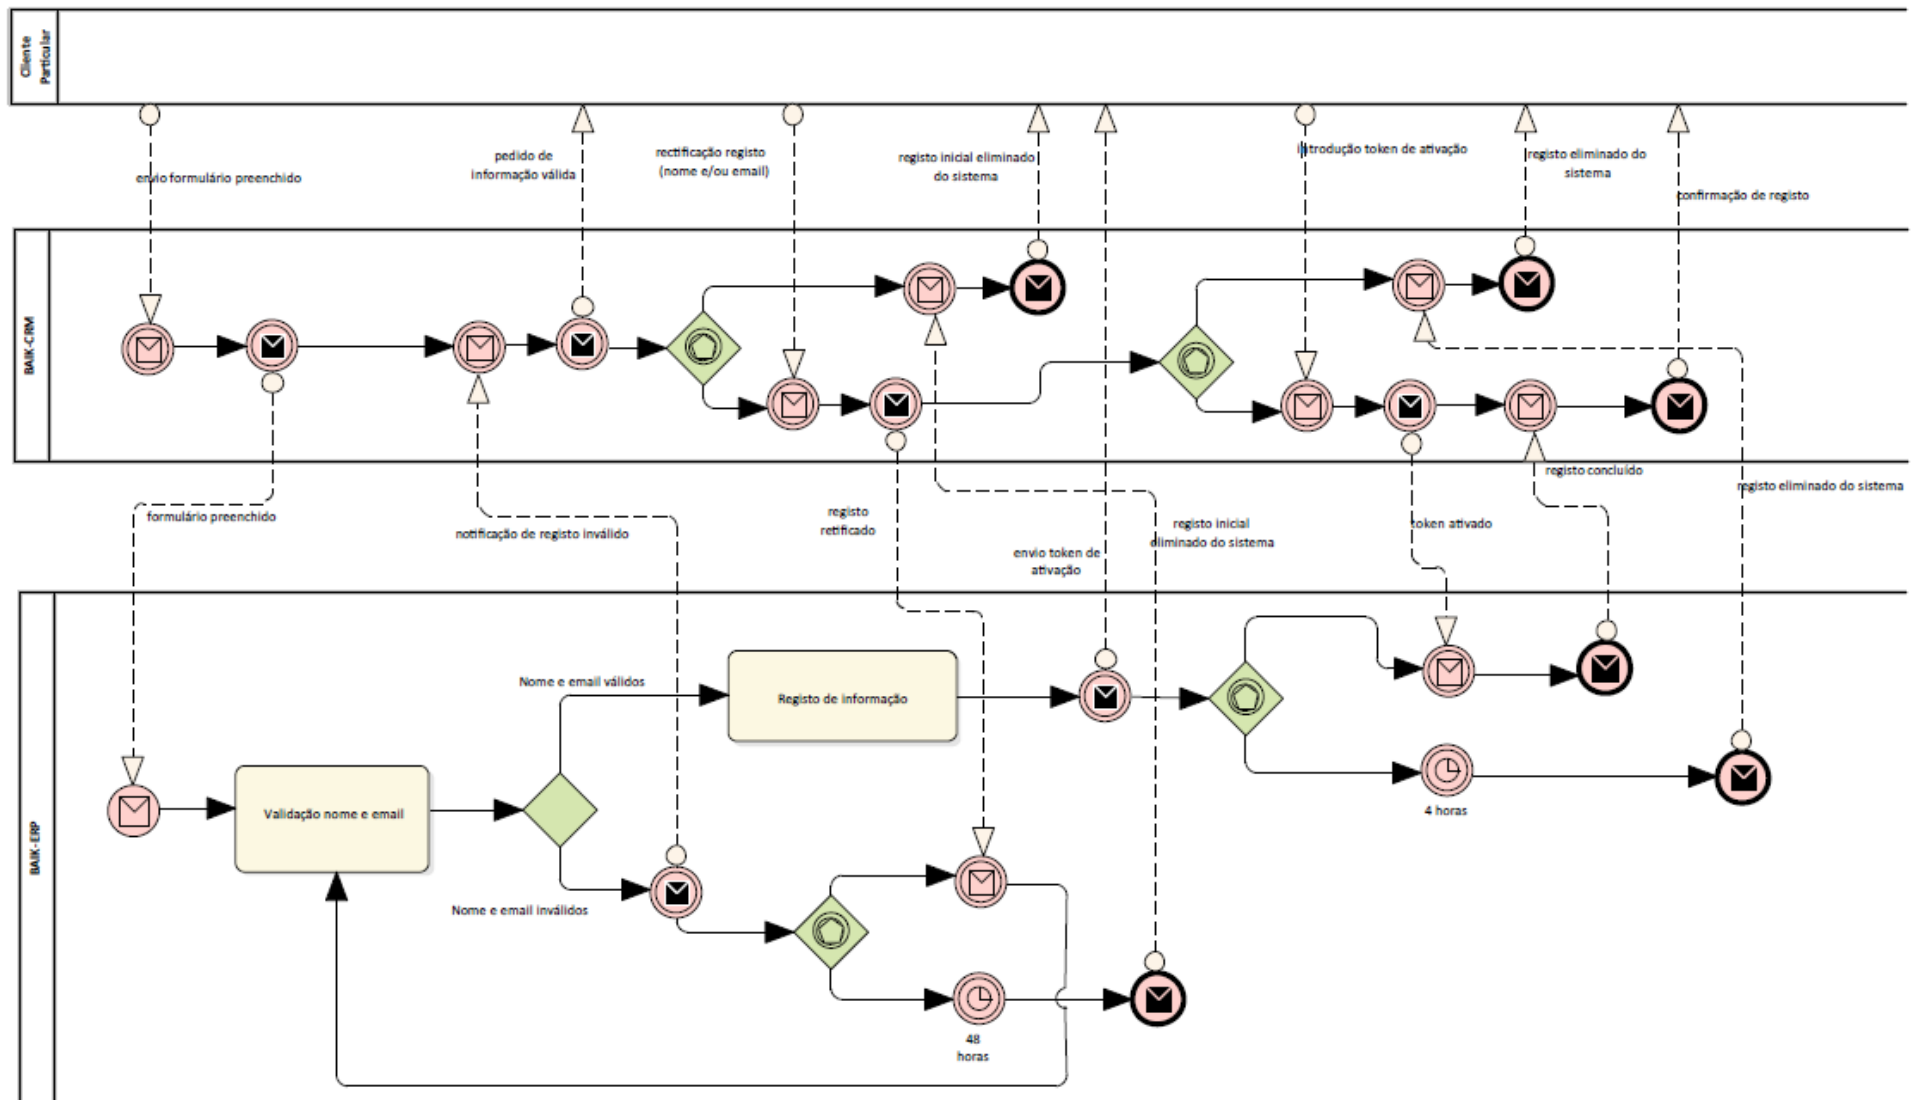 Cliente
Particular
envio formulário preenchido
pedido de
informação válida
rectificação registo
(nome e/ou email)
registo inicial eliminado
do sistema
introdução token de ativação
registo eliminado do
sistema
confirmação de registo
BAIK-CRM
formulário preenchido
notificação de registo inválido
registo
retificado
envio token de
ativação
registo inicial
eliminado do sistema
token ativado
registo concluído
registo eliminado do sistema
BAIK-ERP
Nome e email válidos
Registo de informação
Validação nome e email
4 horas
Nome e email inválidos
48
horas